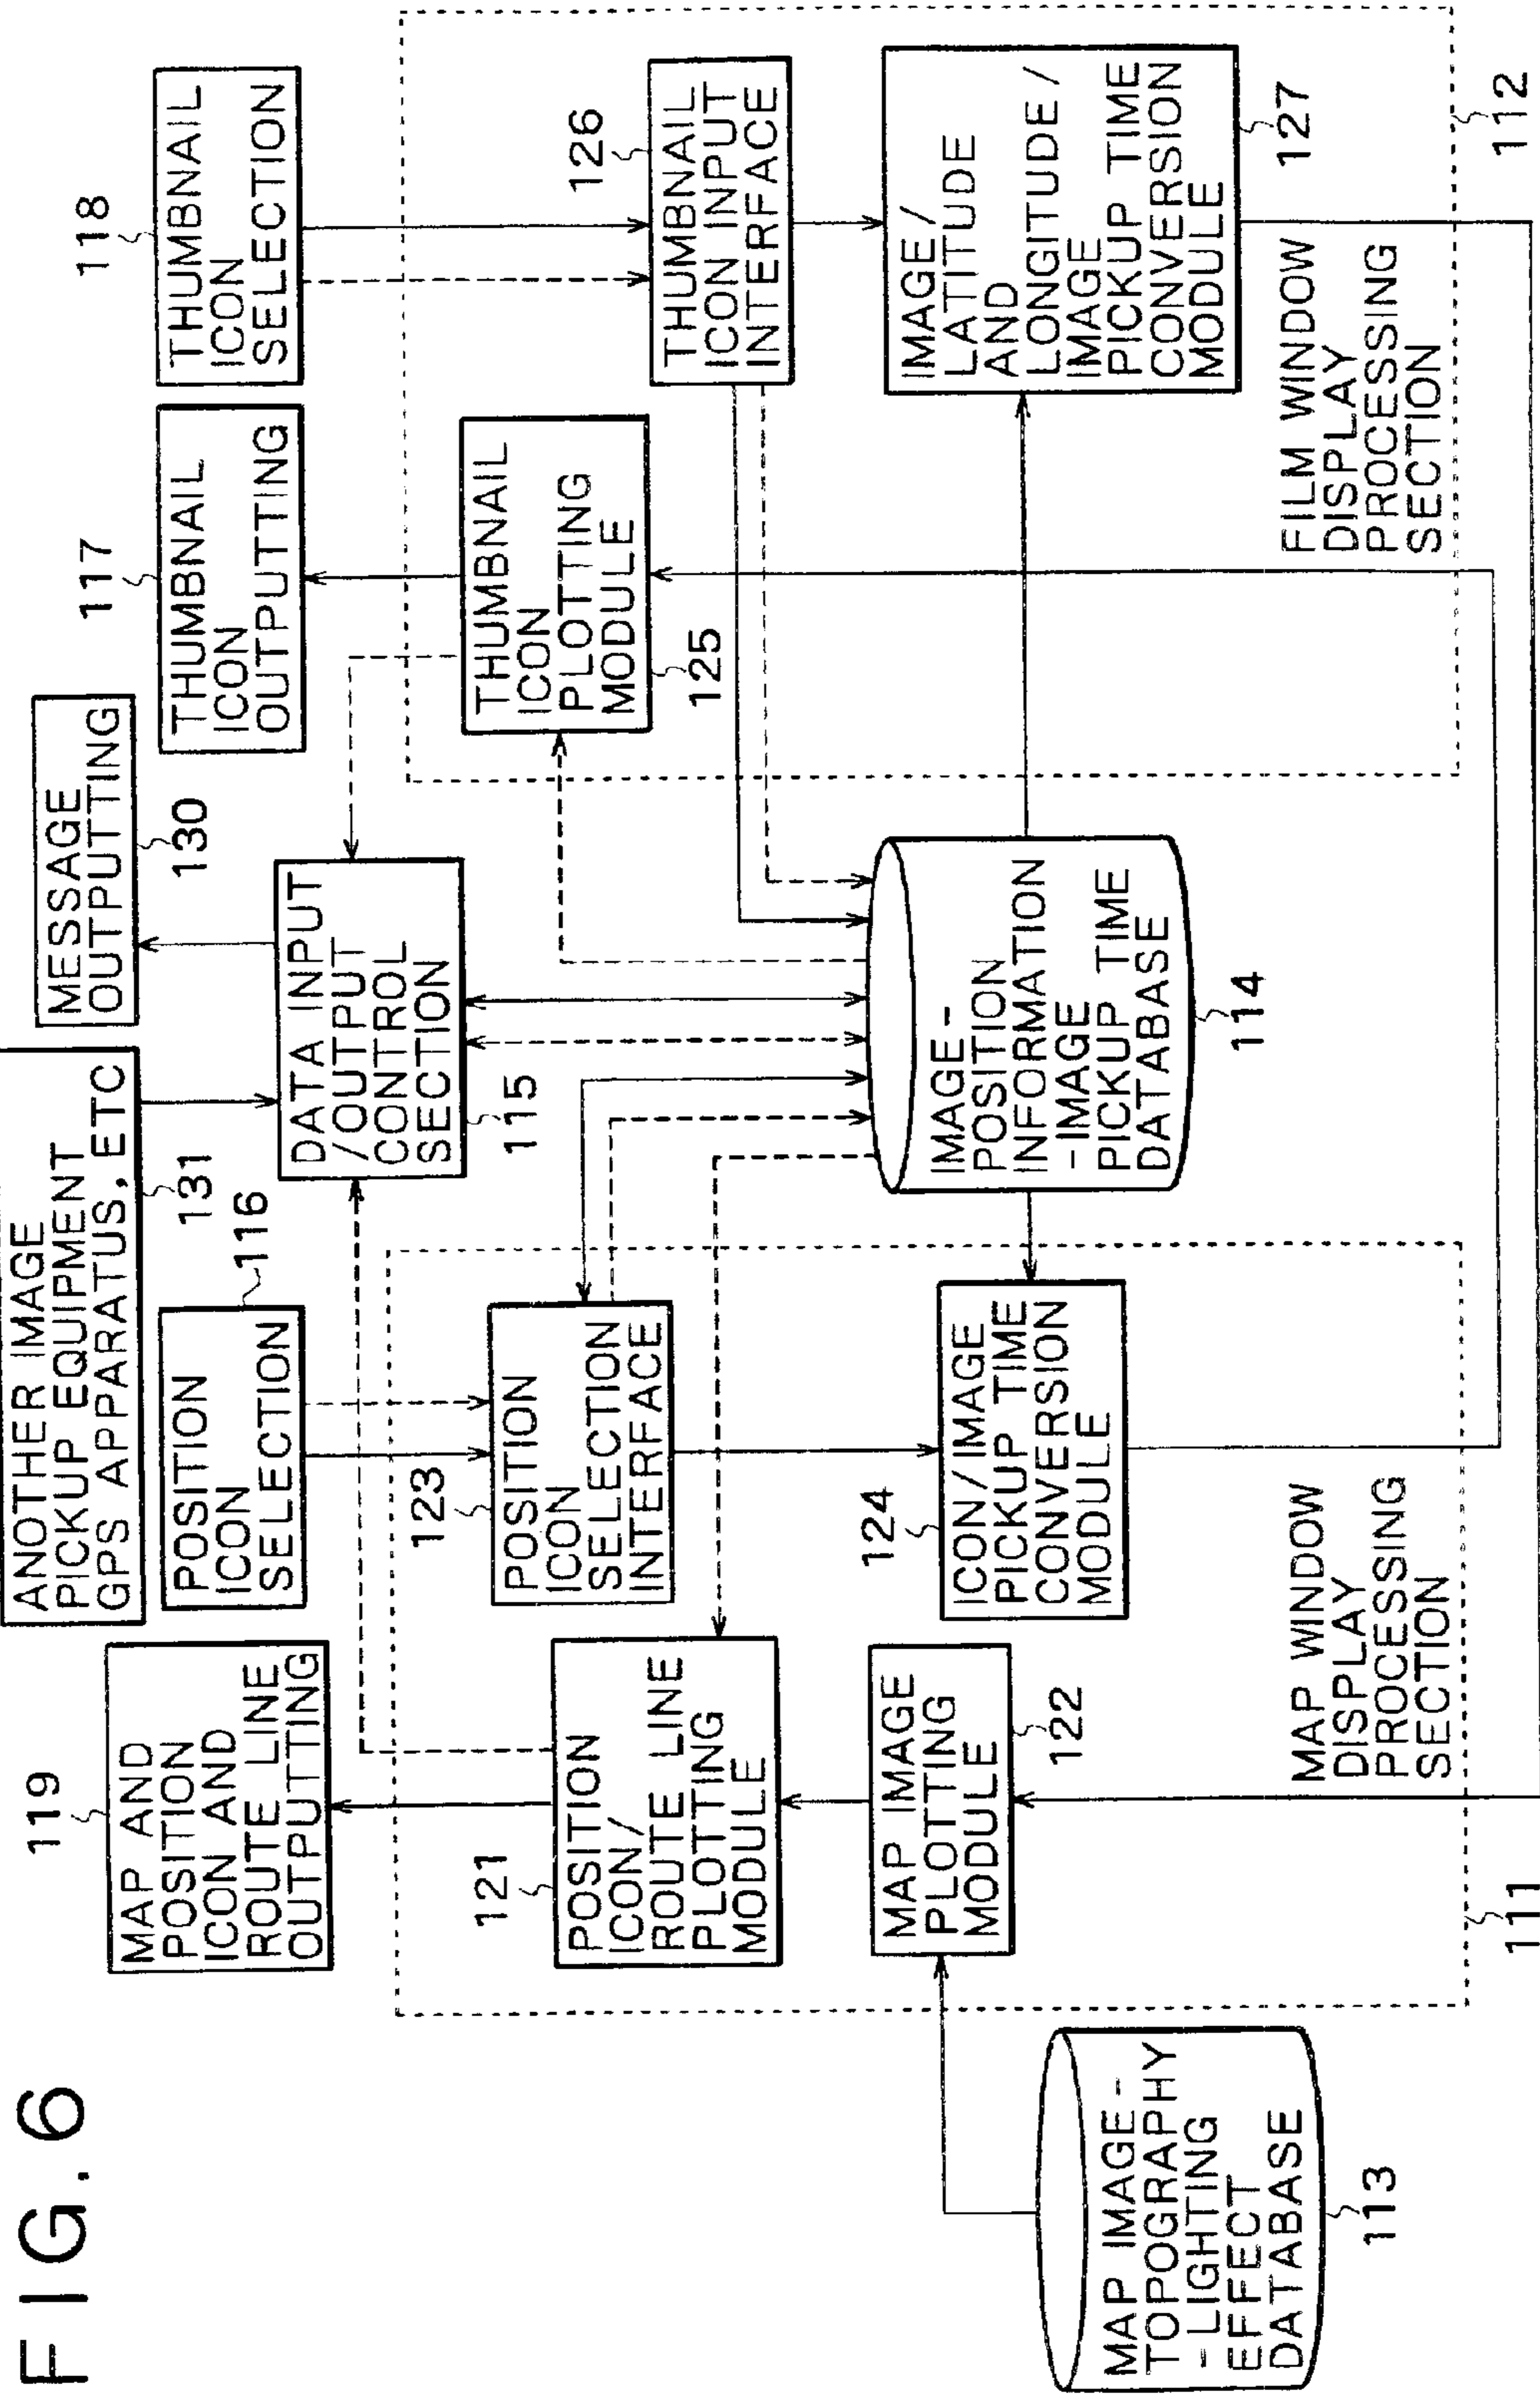 FIG. 6
119
MAP AND
POSITION
ICON AND
ROUTE LINE
OUTPUTTING
ANOTHER IMAGE
PICKUP EQUIPMENT
GPS APPARATUS, ETC
131
116
POSITION
ICON
SELECTION
MESSAGE
OUTPUTTING
130
117
THUMBNAIL
ICON
OUTPUTTING
118
THUMBNAIL
ICON
SELECTION
DATA INPUT
/OUTPUT
CONTROL
SECTION
115
121
POSITION
ICON/
ROUTE LINE
PLOTTING
MODULE
123
POSITION
ICON
SELECTION
INTERFACE
THUMBNAIL
ICON
PLOTTING
MODULE
125
126
THUMBNAIL
ICON INPUT
INTERFACE
MAP IMAGE
PLOTTING
MODULE
122
124
ICON/IMAGE
PICKUP TIME
CONVERSION
MODULE
IMAGE-
POSITION
INFORMATION
-IMAGE
PICKUP TIME
DATABASE
114
IMAGE/
LATITUDE
AND
LONGITUDE/
IMAGE
PICKUP TIME
CONVERSION
MODULE
127
MAP IMAGE-
TOPOGRAPHY
-LIGHTING
EFFECT
DATABASE
113
MAP WINDOW
DISPLAY
PROCESSING
SECTION
111
FILM WINDOW
DISPLAY
PROCESSING
SECTION
112